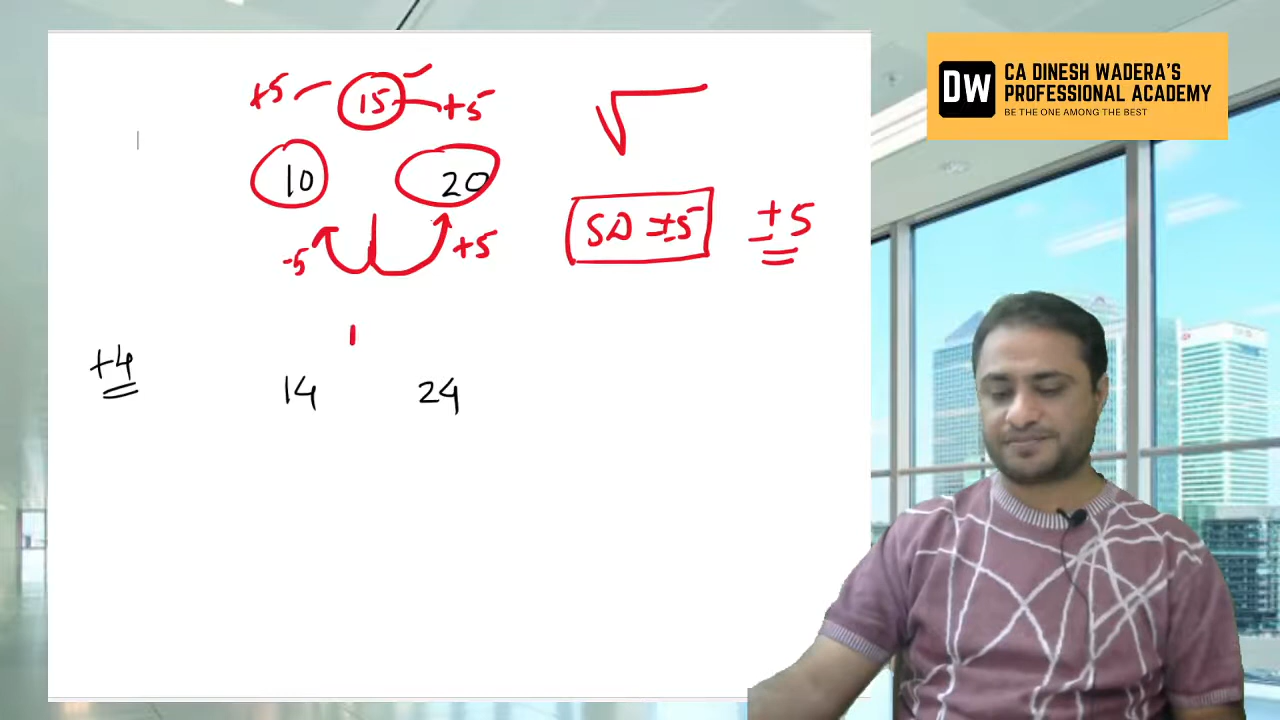 +5 15 +5
10 20
-5 +5
SD = ±5 ±5
+4
14 24
DW
CA DINESH WADERA'S
PROFESSIONAL ACADEMY
BE THE ONE AMONG THE BEST